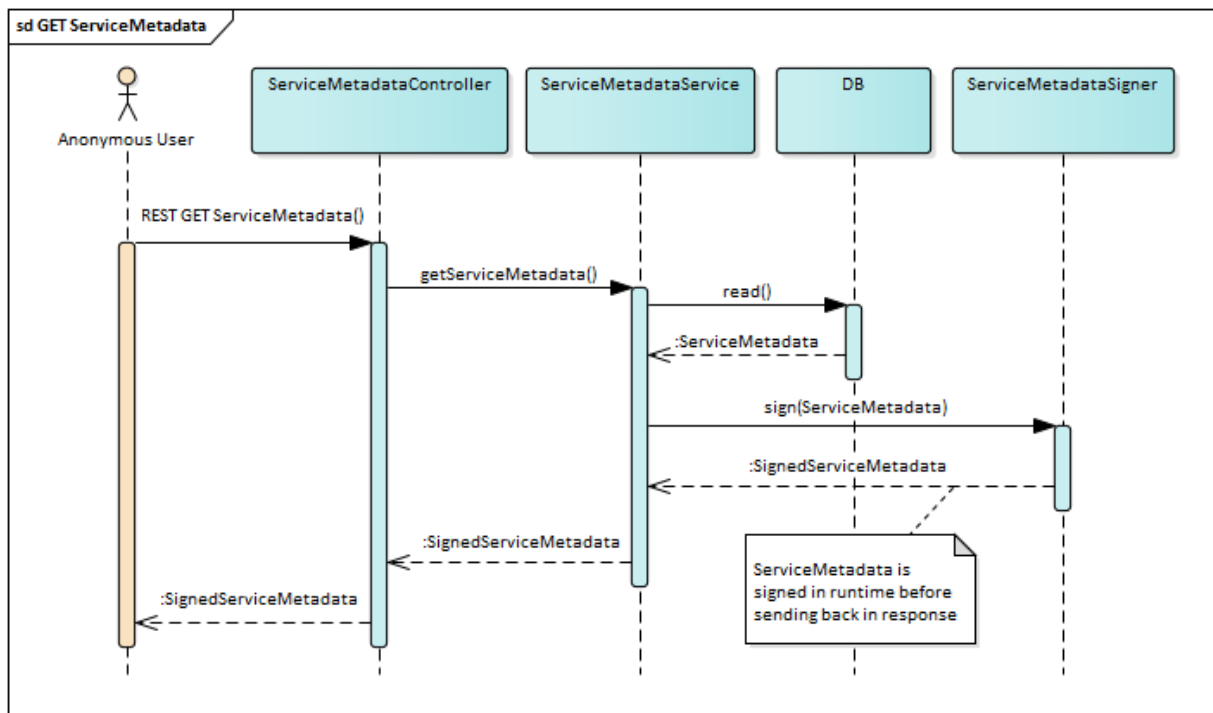 sd GET ServiceMetadata
ServiceMetadataController
ServiceMetadataService
DB
ServiceMetadataSigner
Anonymous User
REST GET ServiceMetadata()
getServiceMetadata()
read()
:ServiceMetadata
sign(ServiceMetadata)
:SignedServiceMetadata
:SignedServiceMetadata
ServiceMetadata is
signed in runtime before
sending back in response
:SignedServiceMetadata